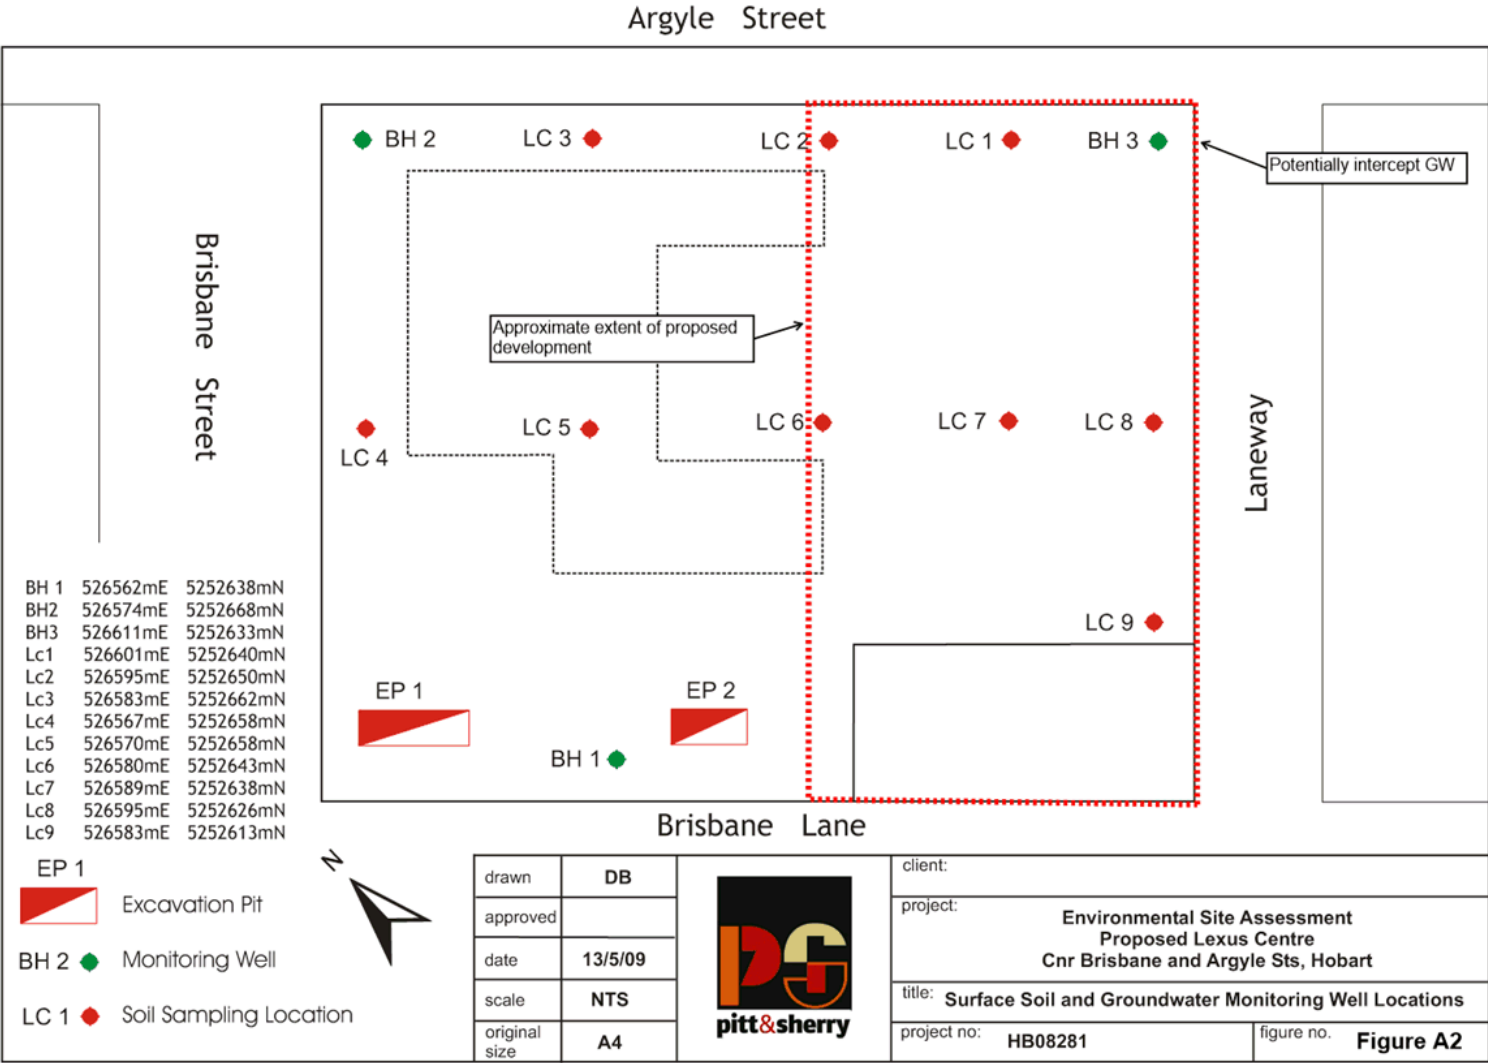 Argyle Street
BH 2
LC 3
LC 2
LC 1
BH 3
Potentially intercept GW
Brisbane Street
Approximate extent of proposed
development
LC 4
LC 5
LC 6
LC 7
LC 8
Laneway
LC 9
EP 1
EP 2
BH 1
Brisbane Lane
BH 1 526562mE 5252638mN
BH2 526574mE 5252668mN
BH3 526611mE 5252633mN
Lc1 526601mE 5252640mN
Lc2 526595mE 5252650mN
Lc3 526583mE 5252662mN
Lc4 526567mE 5252658mN
Lc5 526570mE 5252658mN
Lc6 526580mE 5252643mN
Lc7 526589mE 5252638mN
Lc8 526595mE 5252626mN
Lc9 526583mE 5252613mN
EP 1
Excavation Pit
BH 2 Monitoring Well
LC 1 Soil Sampling Location
N
drawn DB
approved
date 13/5/09
scale NTS
original
size
A4
ps
pitt&sherry
client:
project:
Environmental Site Assessment
Proposed Lexus Centre
Cnr Brisbane and Argyle Sts, Hobart
title: Surface Soil and Groundwater Monitoring Well Locations
project no: HB08281
figure no. Figure A2